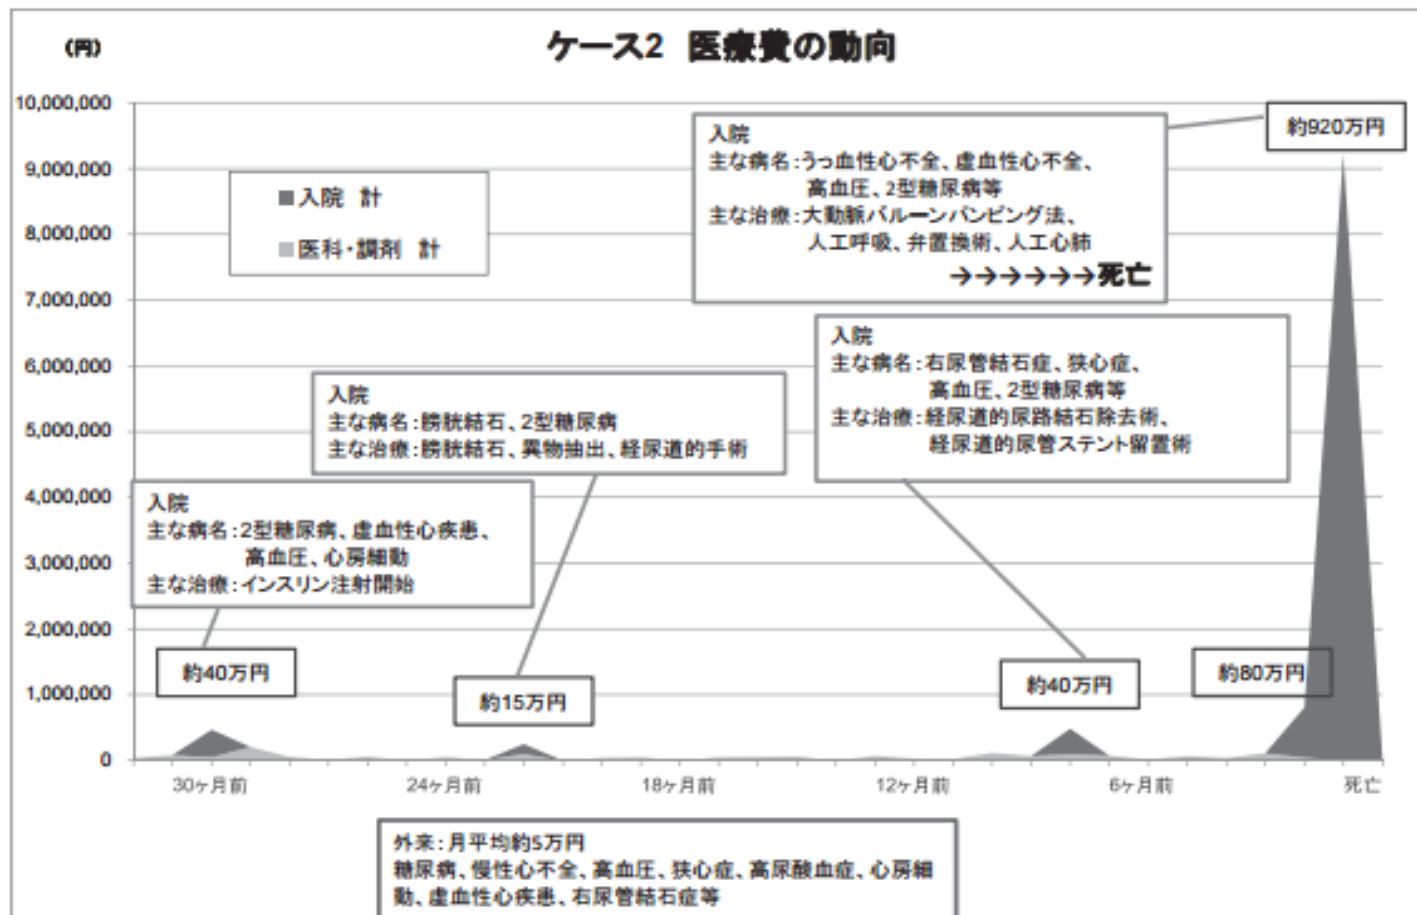 (円)
ケース2 医療費の動向
10,000,000
9,000,000
8,000,000
7,000,000
6,000,000
5,000,000
4,000,000
3,000,000
2,000,000
1,000,000
0
■入院 計
■医科・調剤 計
入院
主な病名:うっ血性心不全、虚血性心不全、
高血圧、2型糖尿病等
主な治療:大動脈バルーンパンピング法、
人工呼吸、弁置換術、人工心肺
→→→→→→死亡
約920万円
入院
主な病名:右尿管結石症、狭心症、
高血圧、2型糖尿病等
主な治療:経尿道的尿路結石除去術、
経尿道的尿管ステント留置術
入院
主な病名:膀胱結石、2型糖尿病
主な治療:膀胱結石、異物抽出、経尿道的手術
入院
主な病名:2型糖尿病、虚血性心疾患、
高血圧、心房細動
主な治療:インスリン注射開始
約40万円
約15万円
約40万円
約80万円
30ヶ月前
24ヶ月前
18ヶ月前
12ヶ月前
6ヶ月前
死亡
外来:月平均約5万円
糖尿病、慢性心不全、高血圧、狭心症、高尿酸血症、心房細
動、虚血性心疾患、右尿管結石症等